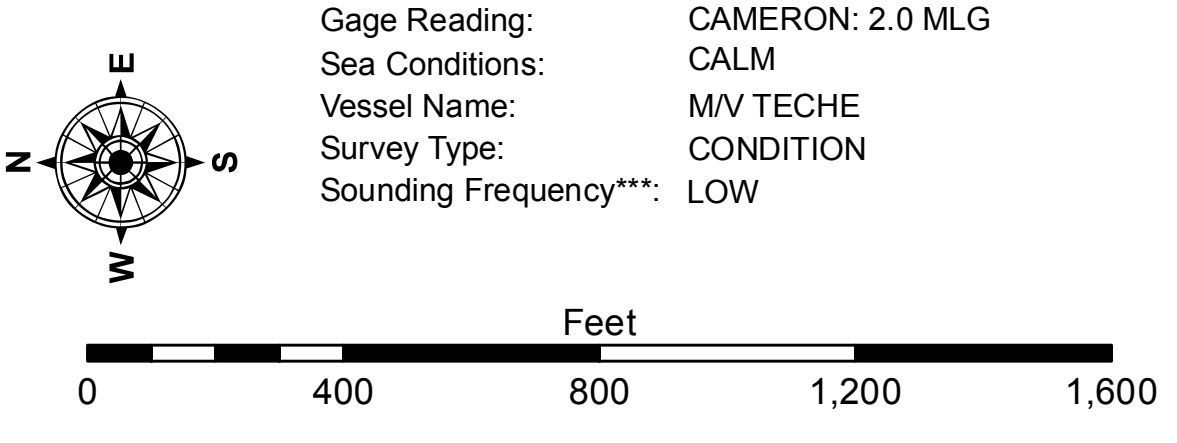 Gage Reading: CAMERON: 2.0 MLG
Sea Conditions: CALM
Vessel Name: M/V TECHE
Survey Type: CONDITION
Sounding Frequency***: LOW
E
N S
W
Feet
0 400 800 1,200 1,600